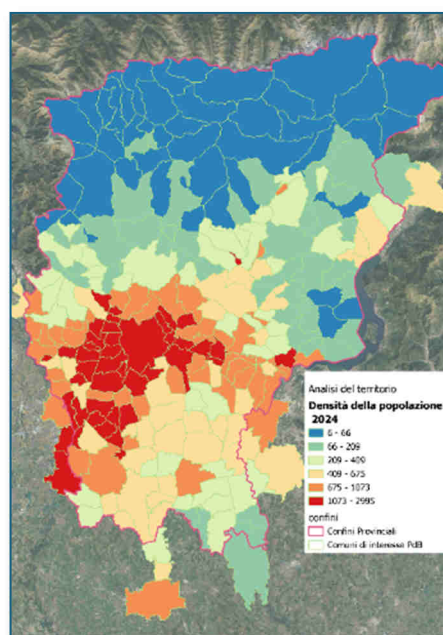 Analisi del territorio
Densità della popolazione
2024
6 - 66
66 - 209
209 - 409
409 - 675
675 - 1073
1073 - 2995
confini
Confini Provinciali
Comuni di interesse PdB